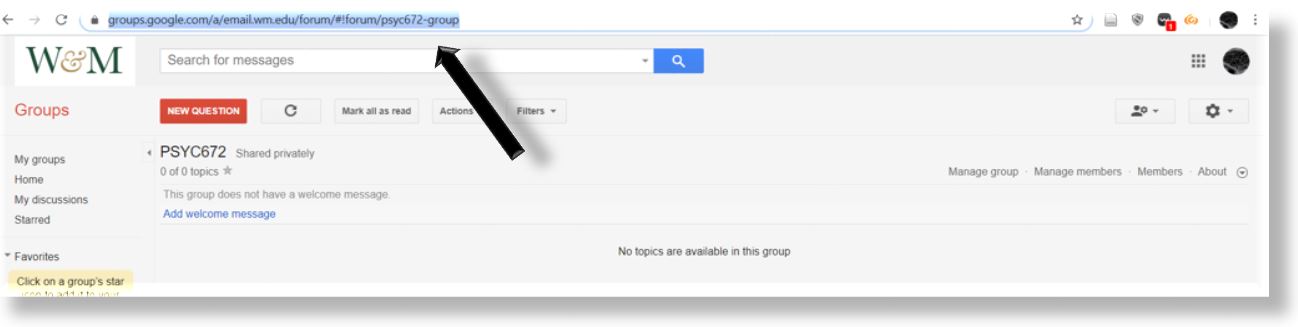 groups.google.com/a/email.wm.edu/forum/#!forum/psyc672-group
1
W&M
Search for messages
Groups
NEW QUESTION
Mark all as read
Actions
Filters
My groups
Home
My discussions
Starred
Favorites
Click on a group's star
PSYC672 Shared privately
0 of 0 topics
Manage group · Manage members · Members · About
This group does not have a welcome message.
Add welcome message
No topics are available in this group